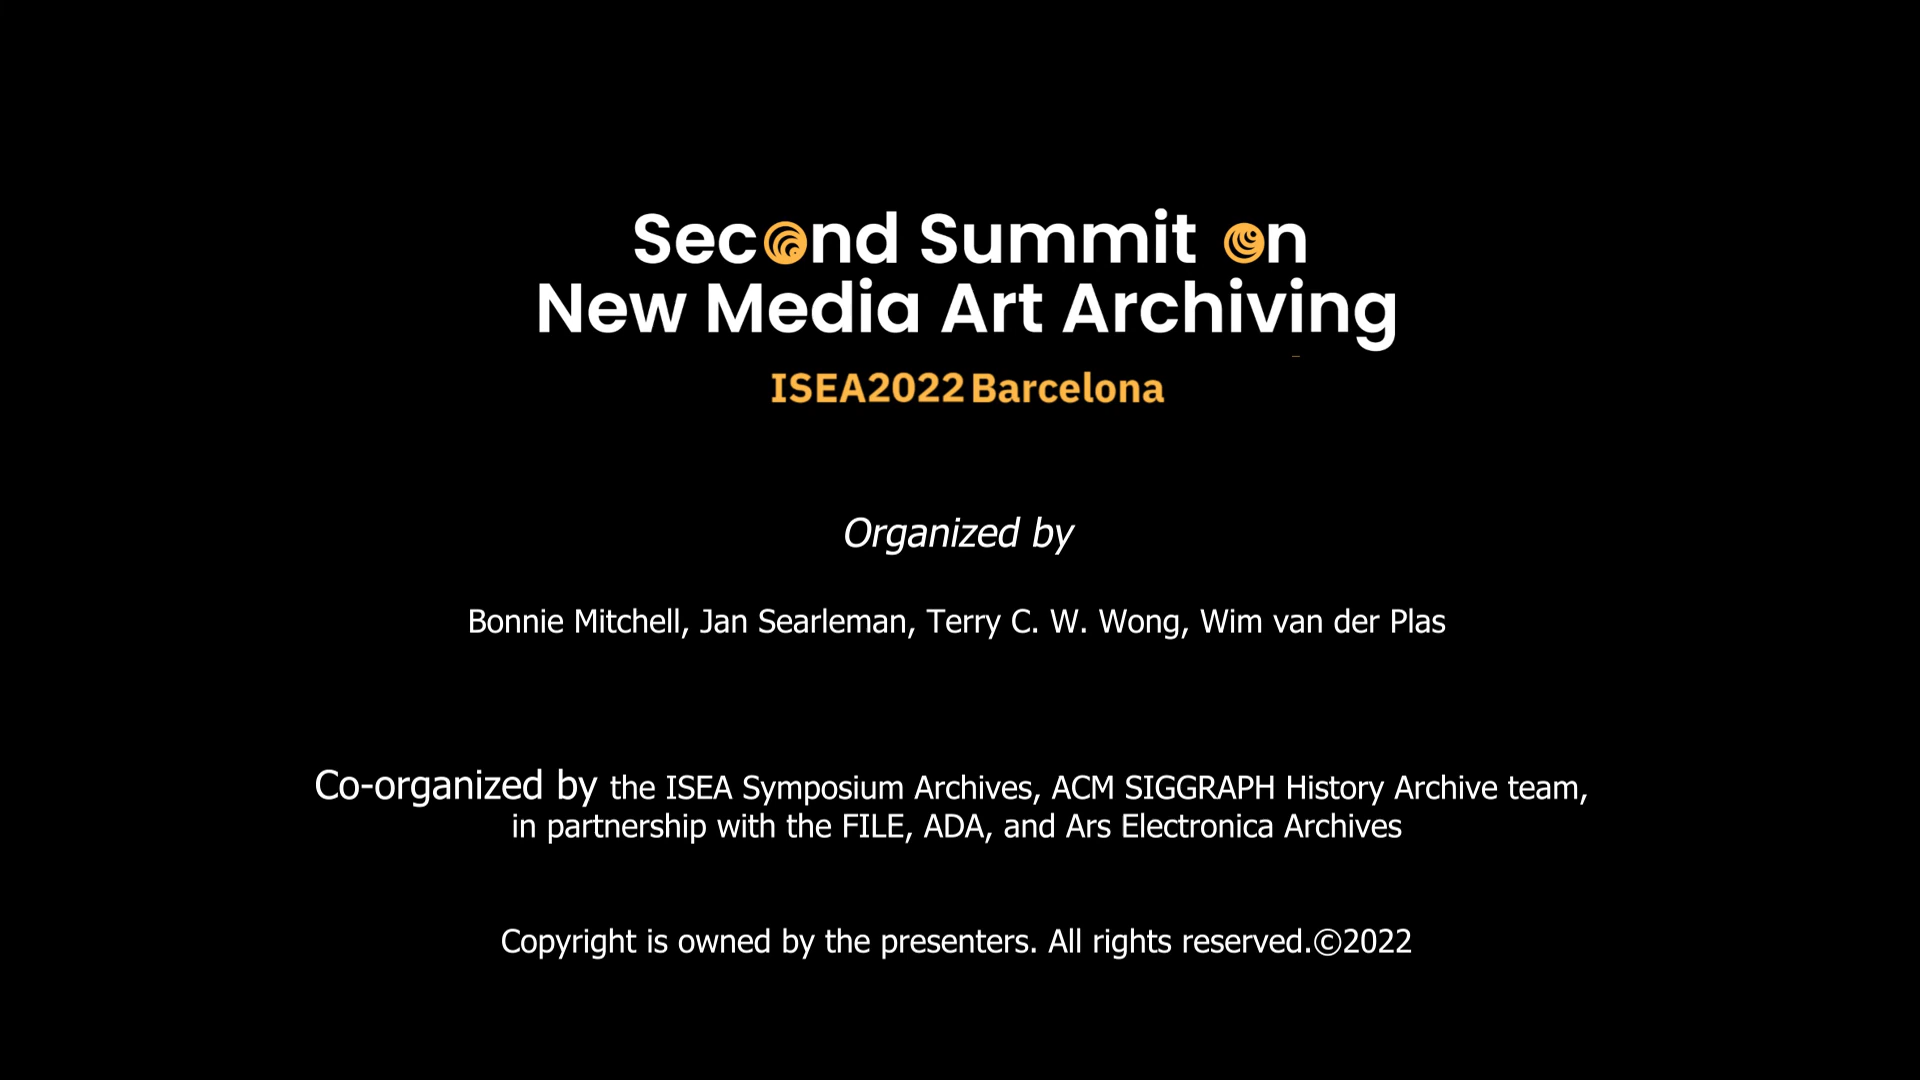 Second Summit on
New Media Art Archiving
ISEA2022 Barcelona
Organized by
Bonnie Mitchell, Jan Searleman, Terry C. W. Wong, Wim van der Plas
Co-organized by the ISEA Symposium Archives, ACM SIGGRAPH History Archive team,
in partnership with the FILE, ADA, and Ars Electronica Archives
Copyright is owned by the presenters. All rights reserved.©2022